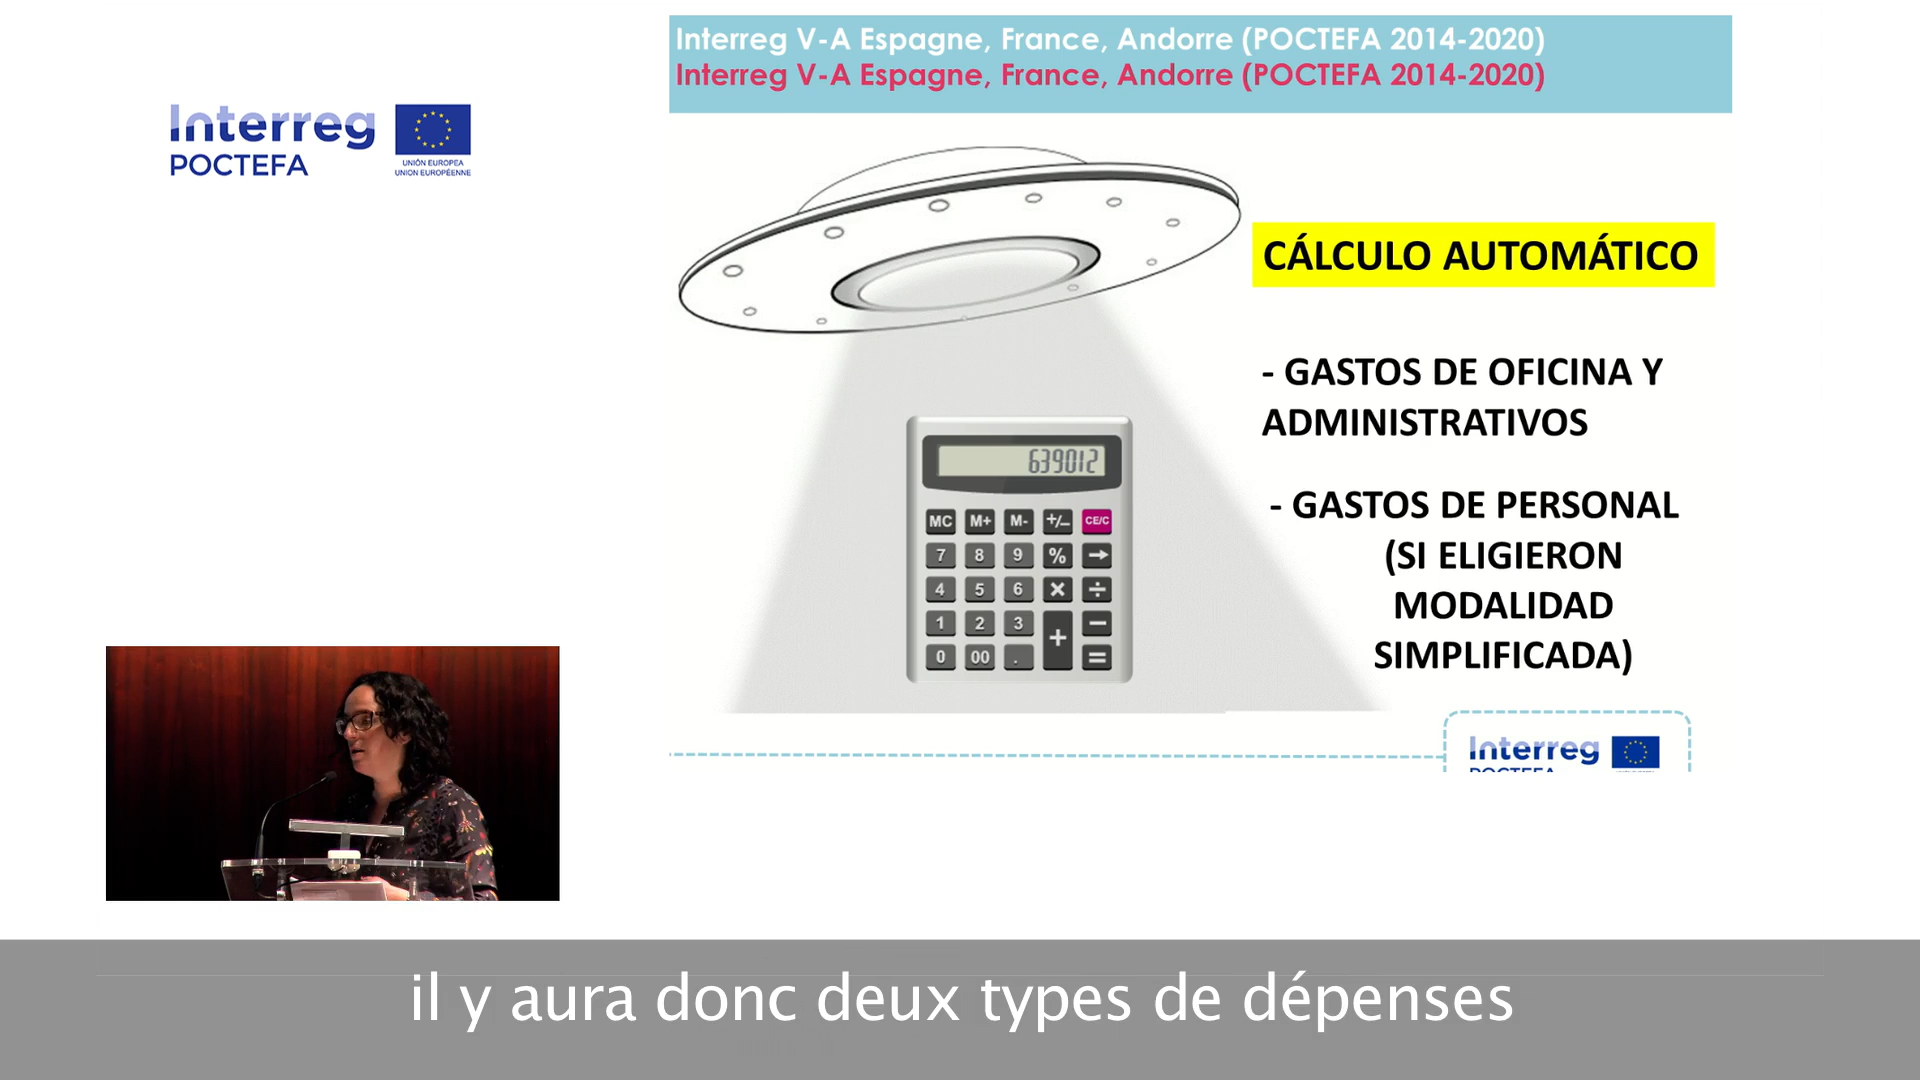 Interreg V-A Espagne, France, Andorre (POCTEFA 2014-2020)
Interreg V-A Espagne, France, Andorre (POCTEFA 2014-2020)
Interreg
POCTEFA
UNIÓN EUROPEA
UNION EUROPÉENNE
CÁLCULO AUTOMÁTICO
- GASTOS DE OFICINA Y
ADMINISTRATIVOS
- GASTOS DE PERSONAL
(SI ELIGIERON
MODALIDAD
SIMPLIFICADA)
639012
MC M+ M- +/- CE/C
7 8 9 % →
4 5 6 × ÷
1 2 3 + −
0 00 . =
Interreg
POCTEFA
il y aura donc deux types de dépenses